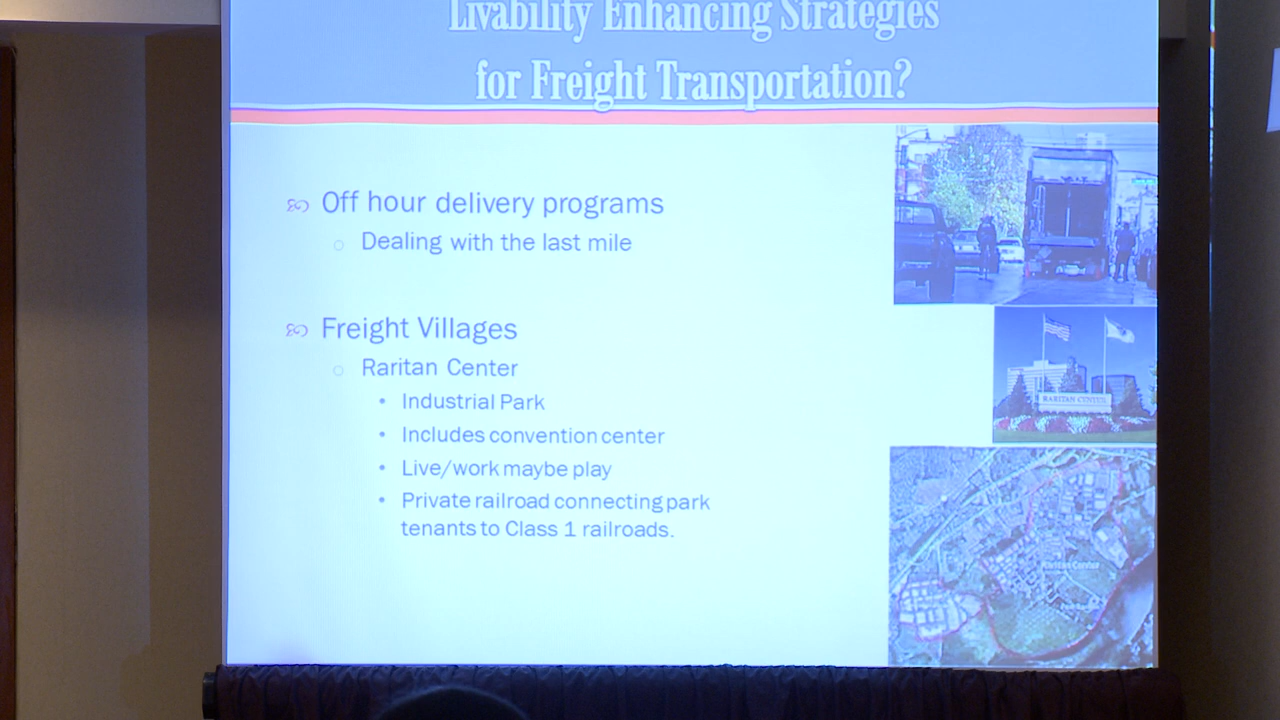 Livability Enhancing Strategies
for Freight Transportation?
Off hour delivery programs
Dealing with the last mile
Freight Villages
Raritan Center
Industrial Park
Includes convention center
Live/work maybe play
Private railroad connecting park
tenants to Class 1 railroads.
RARITAN CENTER
Raritan Center